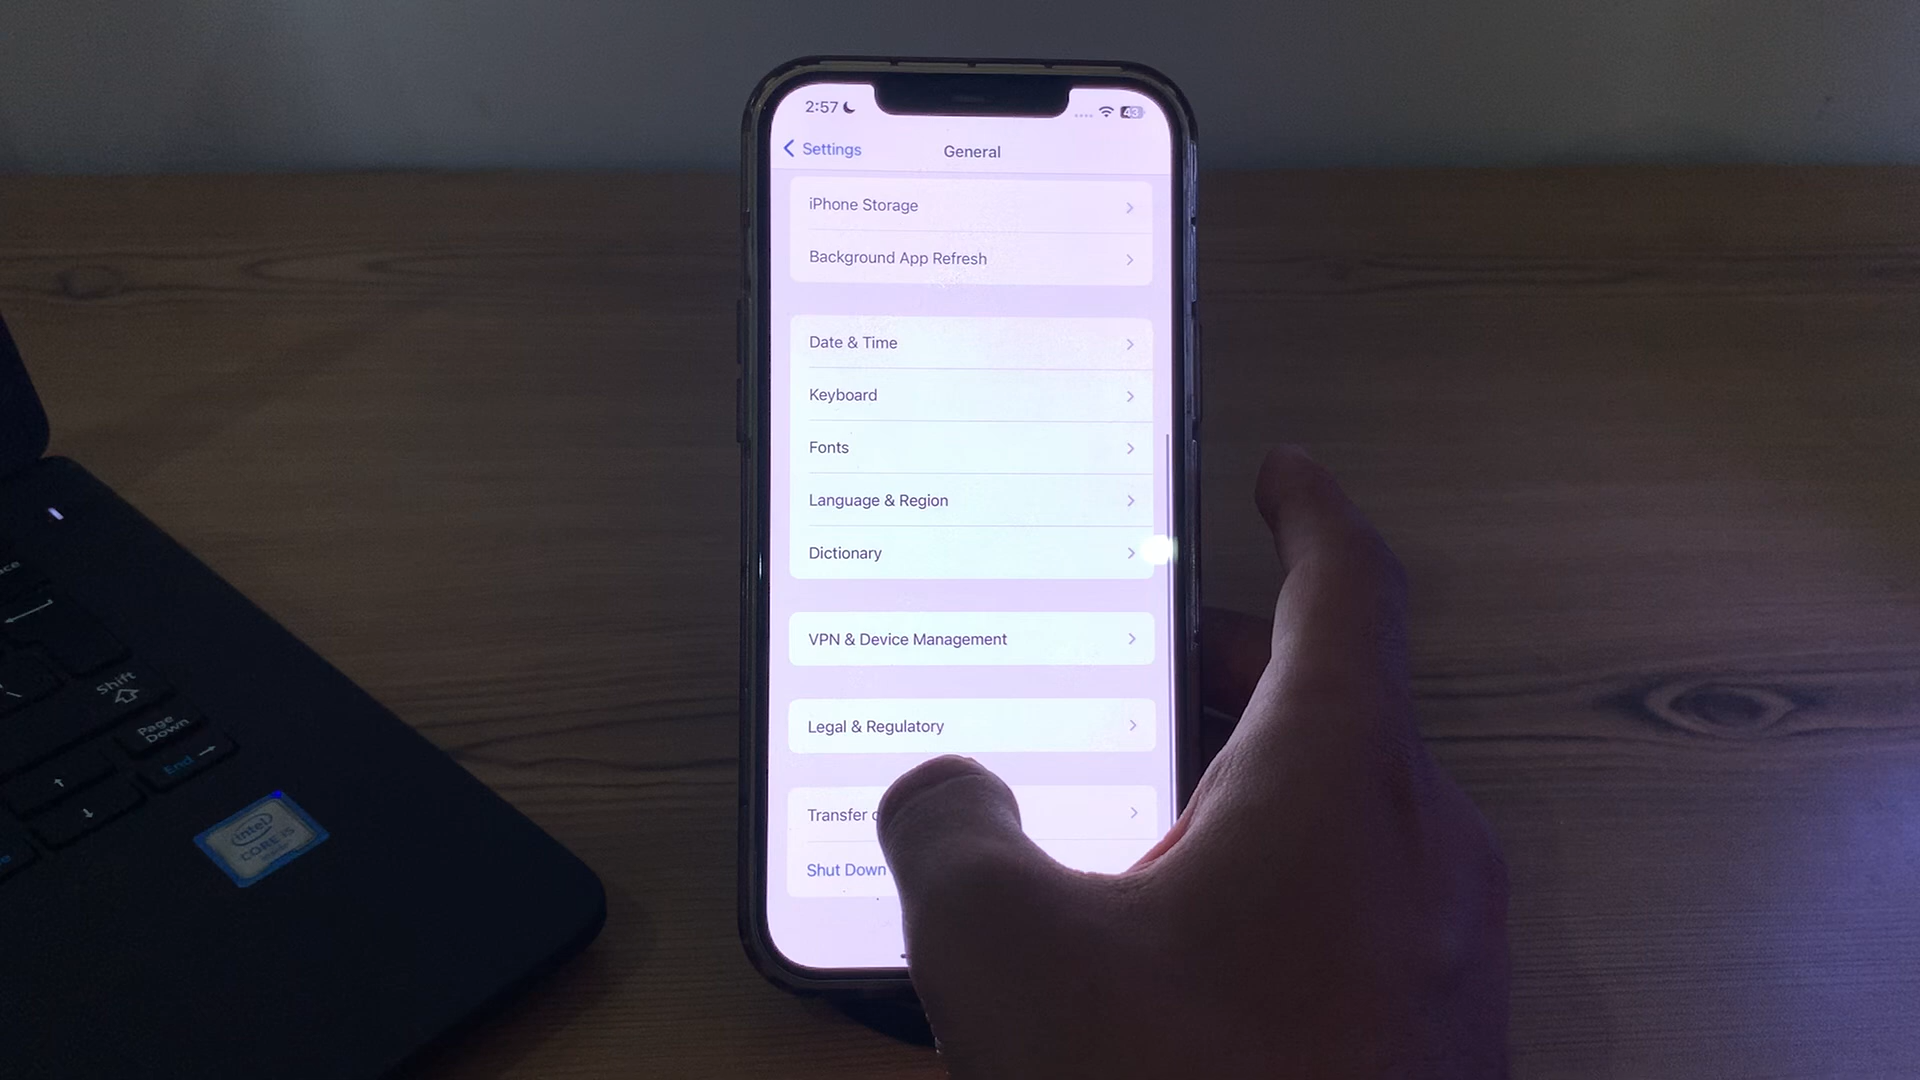 2:57
43
Settings
General
iPhone Storage
Background App Refresh
Date & Time
Keyboard
Fonts
Language & Region
Dictionary
VPN & Device Management
Legal & Regulatory
Transfer
Shut Down
Shift
Page
Down
End
intel
CORE i5